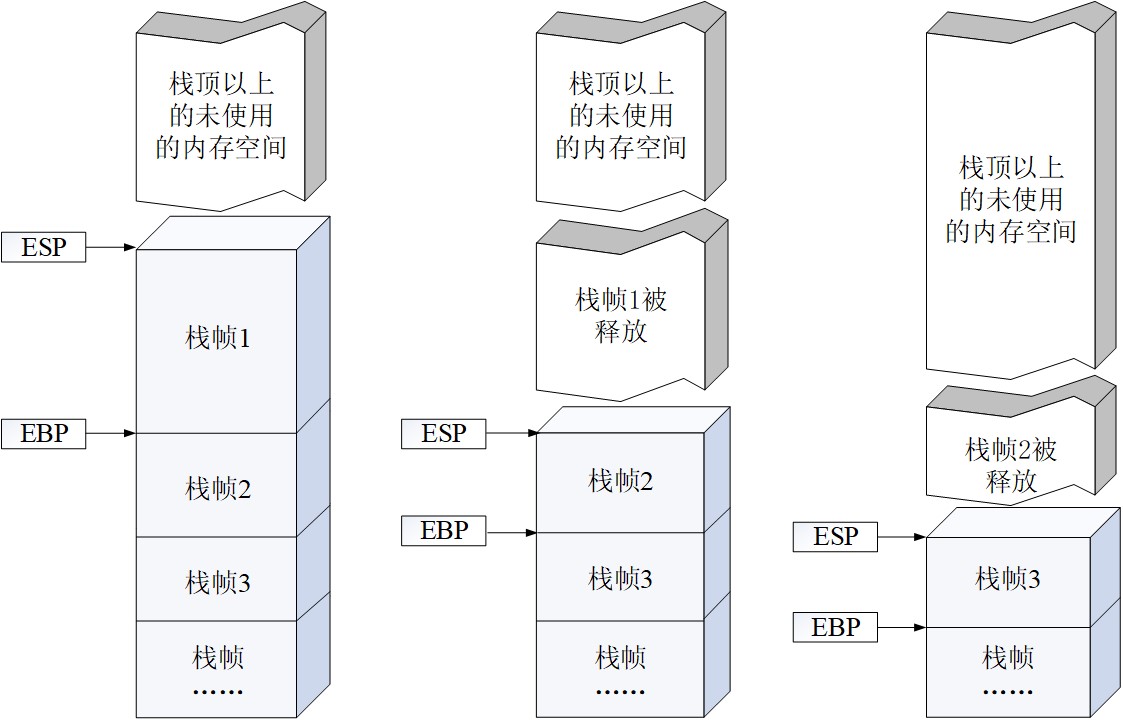 栈顶以上
的未使用
的内存空间
ESP
栈帧1
EBP
栈帧2
栈帧3
栈帧
……
栈顶以上
的未使用
的内存空间
栈帧1被
释放
ESP
栈帧2
EBP
栈帧3
栈帧
……
栈顶以上
的未使用
的内存空间
栈帧2被
释放
ESP
栈帧3
EBP
栈帧
……